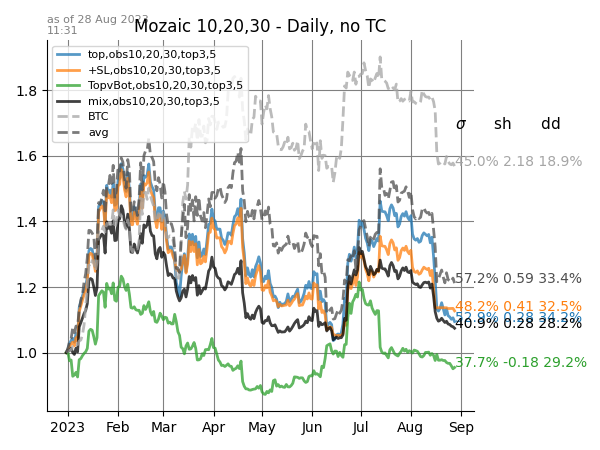 as of 28 Aug 2023
11:31
Mozaic 10,20,30 - Daily, no TC
top,obs10,20,30,top3,5
+SL,obs10,20,30,top3,5
TopvBot,obs10,20,30,top3,5
mix,obs10,20,30,top3,5
BTC
avg
σ sh dd
45.0% 2.18 18.9%
57.2% 0.59 33.4%
48.2% 0.41 32.5%
40.9% 0.28 28.2%
37.7% -0.18 29.2%
1.8
1.6
1.4
1.2
1.0
2023 Feb Mar Apr May Jun Jul Aug Sep